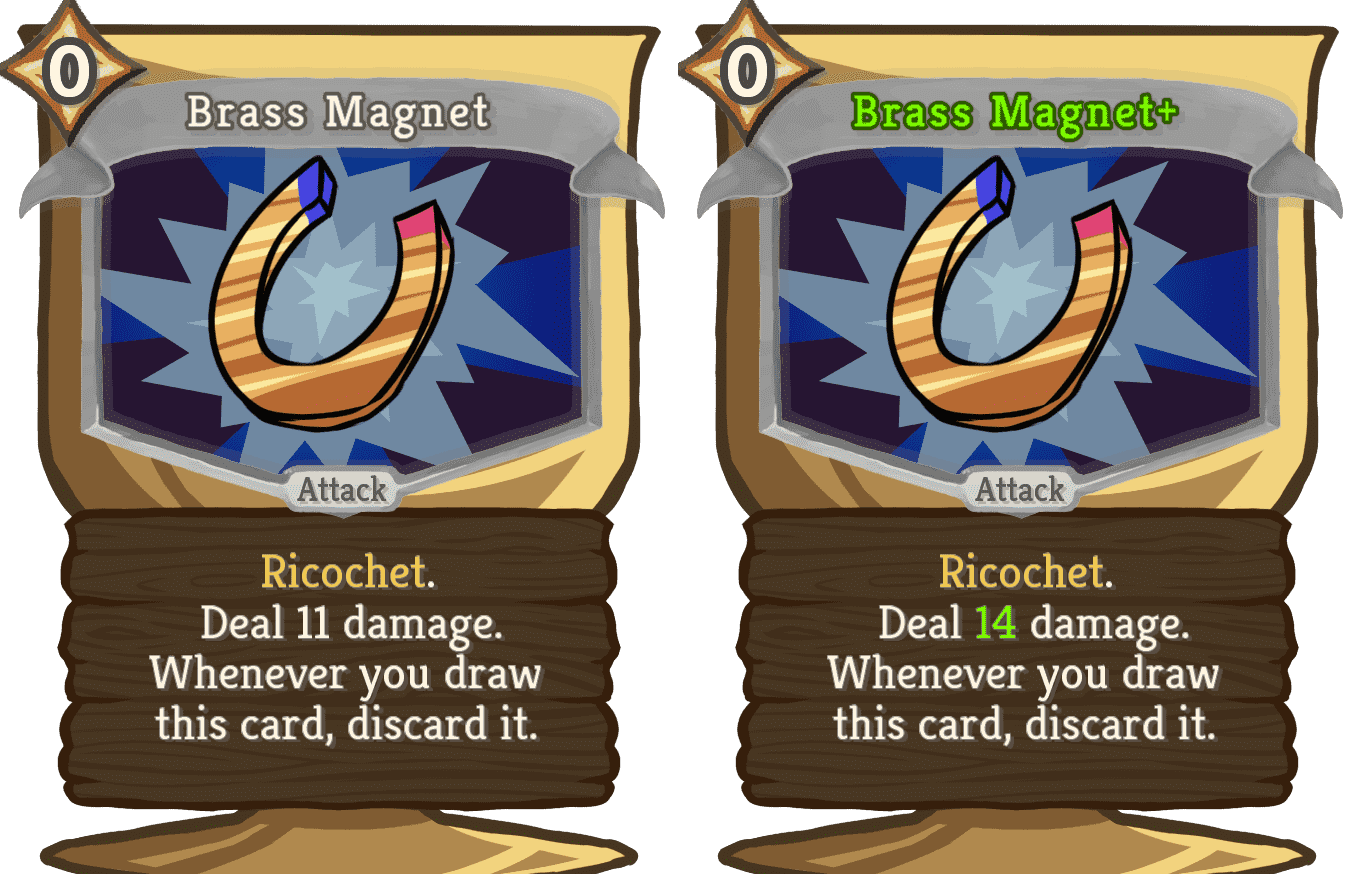 0
Brass Magnet
Attack
Ricochet.
Deal 11 damage.
Whenever you draw
this card, discard it.
0
Brass Magnet+
Attack
Ricochet.
Deal 14 damage.
Whenever you draw
this card, discard it.